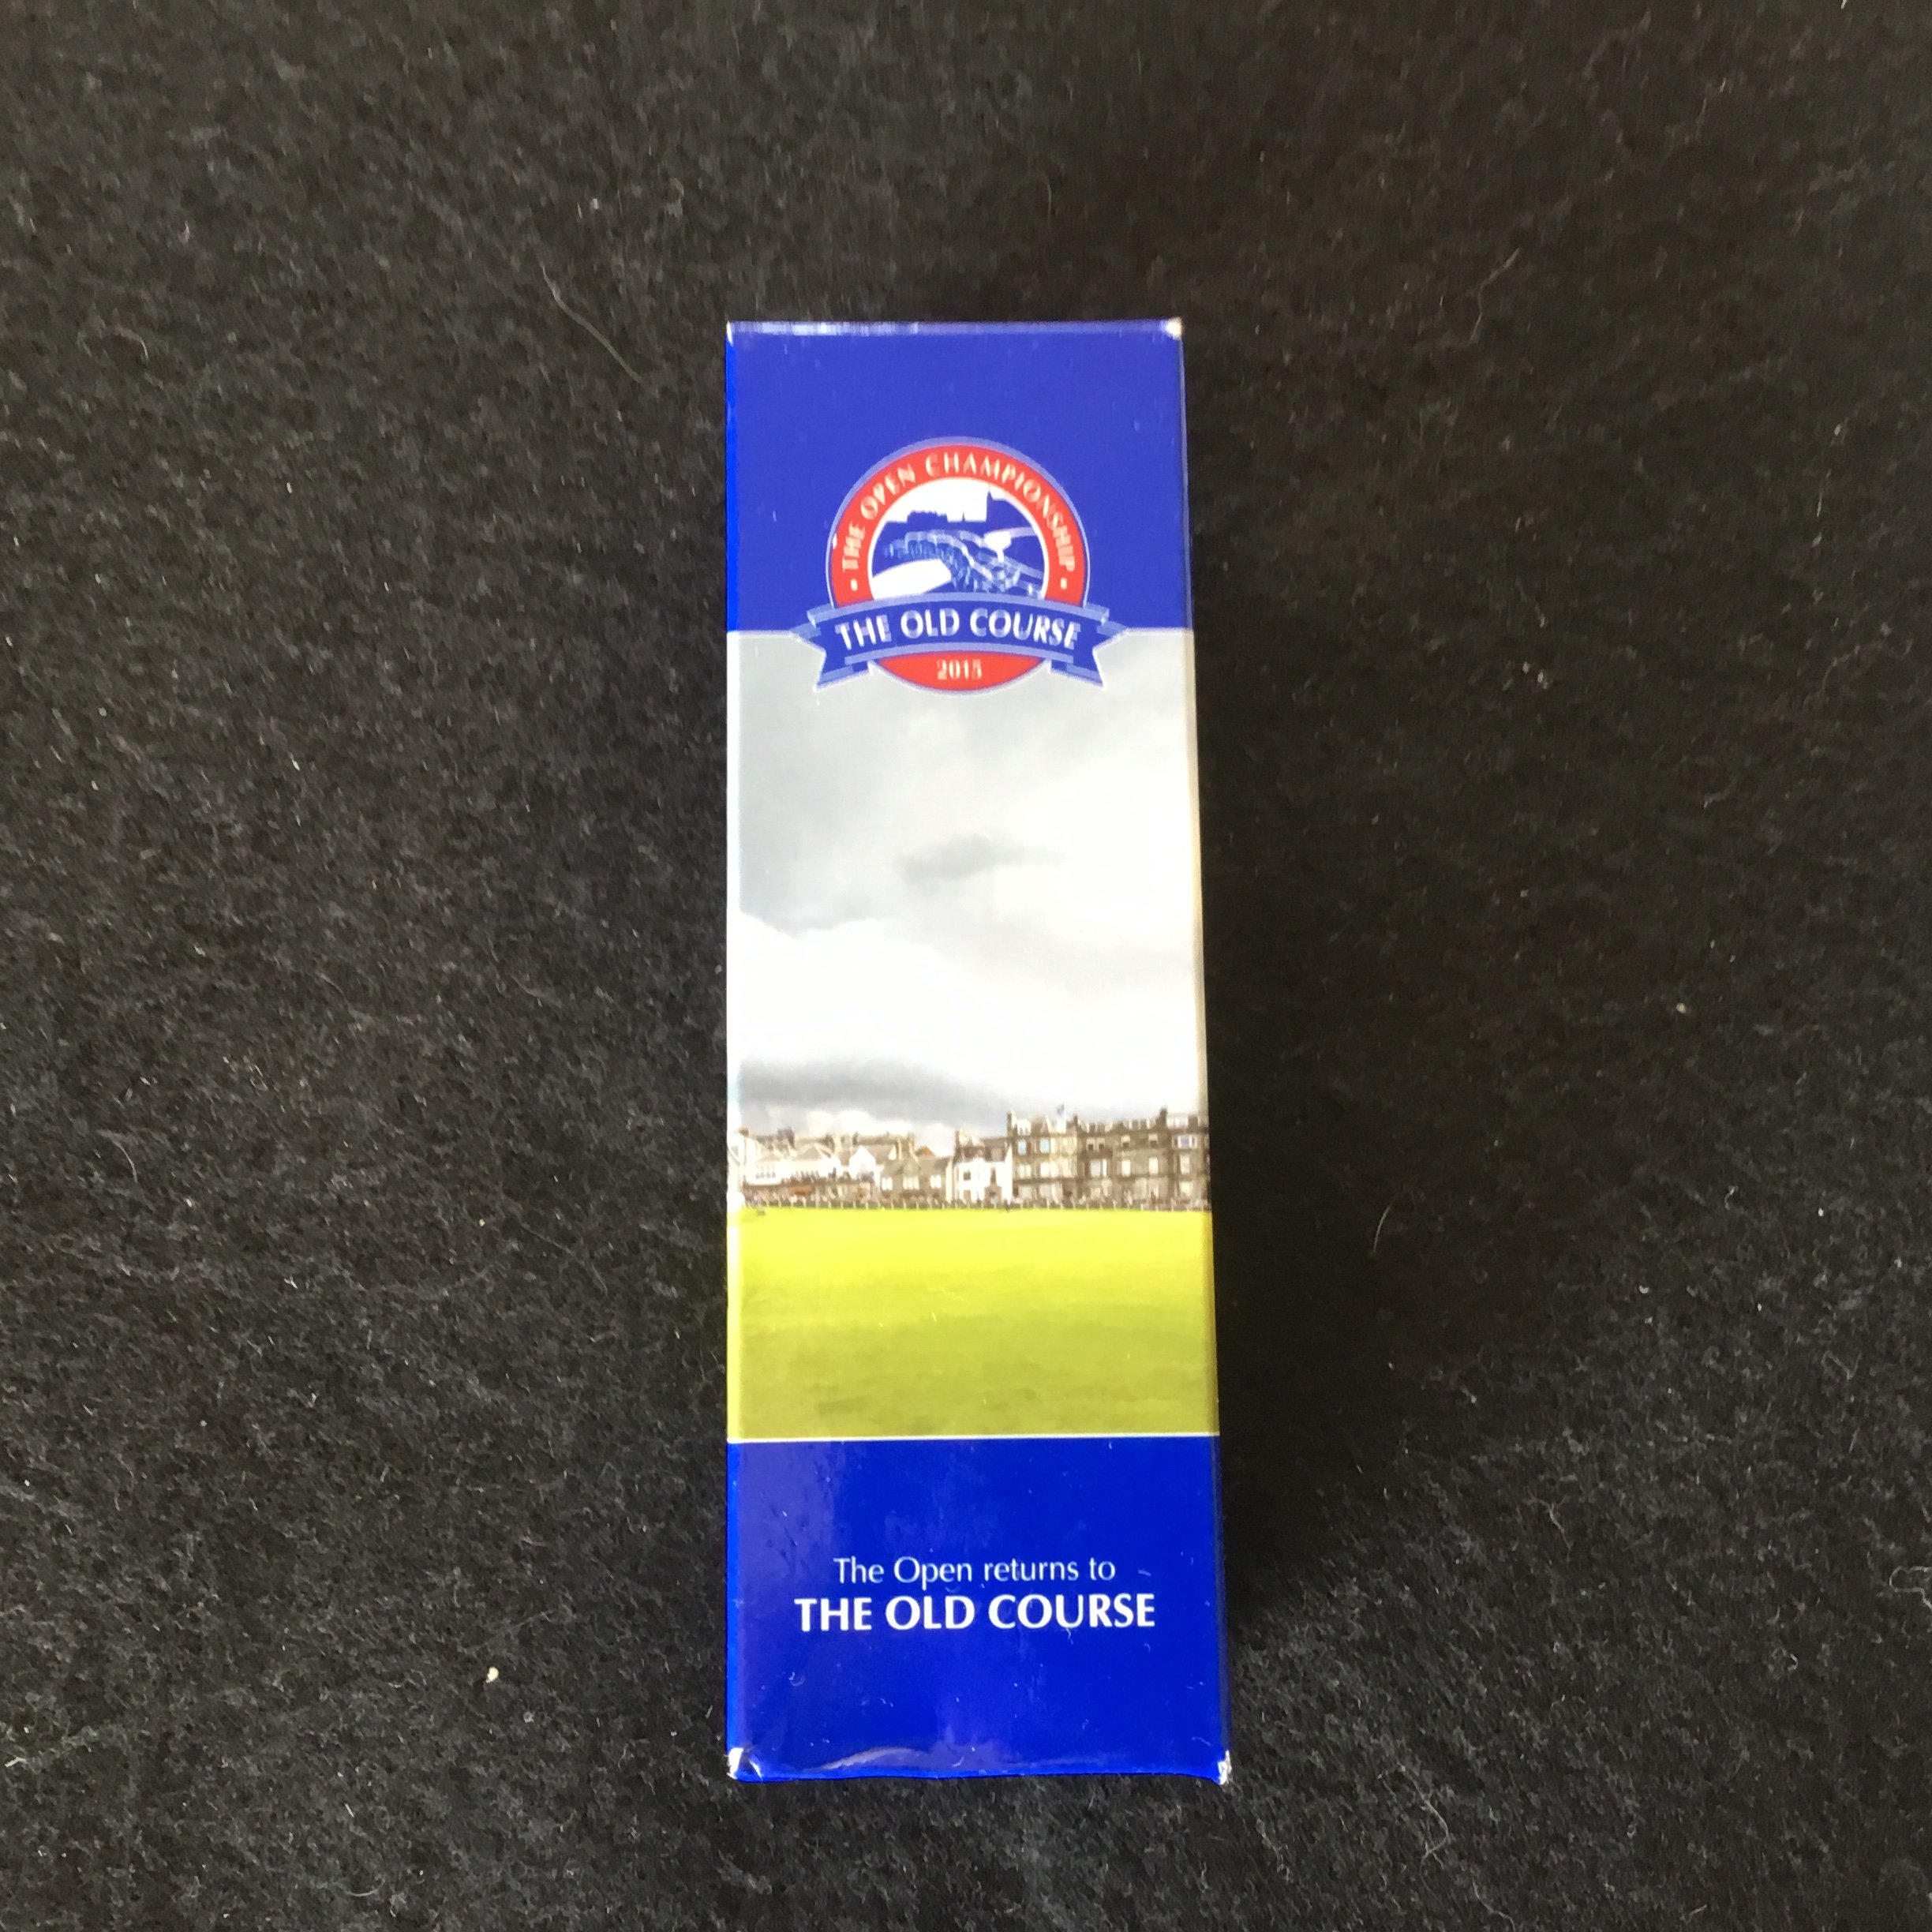 • THE OPEN CHAMPIONSHIP •
THE OLD COURSE
2015
The Open returns to
THE OLD COURSE